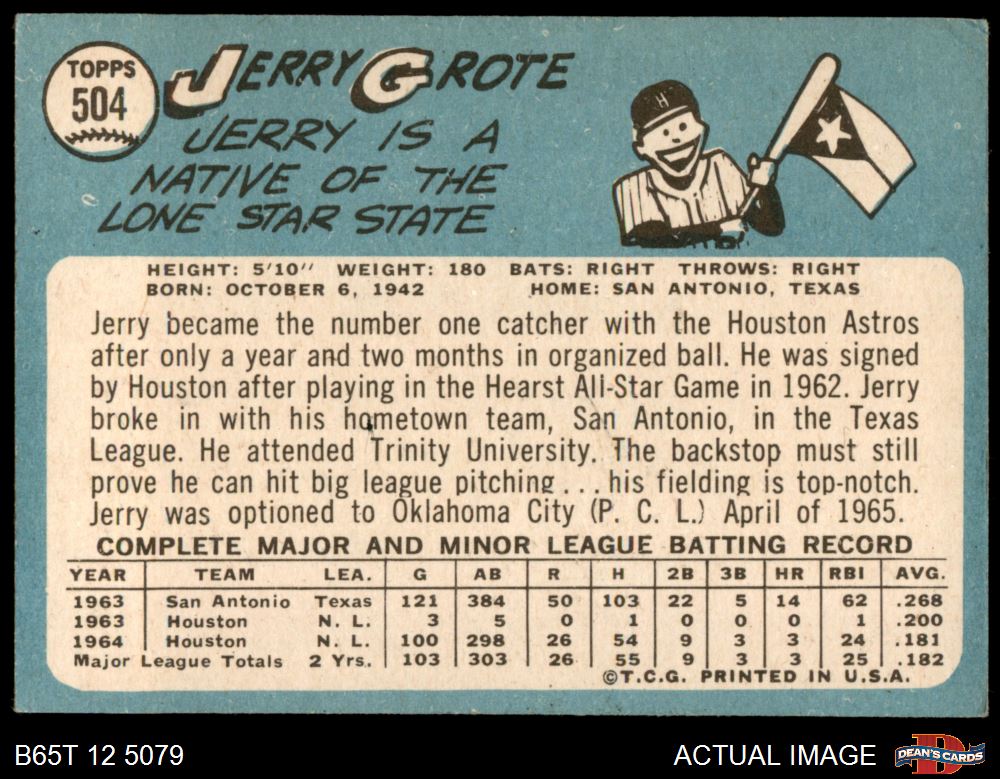 TOPPS
504
JERRY GROTE
JERRY IS A
NATIVE OF THE
LONE STAR STATE
H
HEIGHT: 5'10" WEIGHT: 180 BATS: RIGHT THROWS: RIGHT
BORN: OCTOBER 6, 1942 HOME: SAN ANTONIO, TEXAS
Jerry became the number one catcher with the Houston Astros
after only a year and two months in organized ball. He was signed
by Houston after playing in the Hearst All-Star Game in 1962. Jerry
broke in with his hometown team, San Antonio, in the Texas
League. He attended Trinity University. The backstop must still
prove he can hit big league pitching . . . his fielding is top-notch.
Jerry was optioned to Oklahoma City (P. C. L.) April of 1965.
COMPLETE MAJOR AND MINOR LEAGUE BATTING RECORD
YEAR TEAM LEA. G AB R H 2B 3B HR RBI AVG.
1963 San Antonio Texas 121 384 50 103 22 5 14 62 .268
1963 Houston N. L. 3 5 0 1 0 0 0 1 .200
1964 Houston N. L. 100 298 26 54 9 3 3 24 .181
Major League Totals 2 Yrs. 103 303 26 55 9 3 3 25 .182
©T.C.G. PRINTED IN U.S.A.
B65T 12 5079 ACTUAL IMAGE DEAN'S CARDS